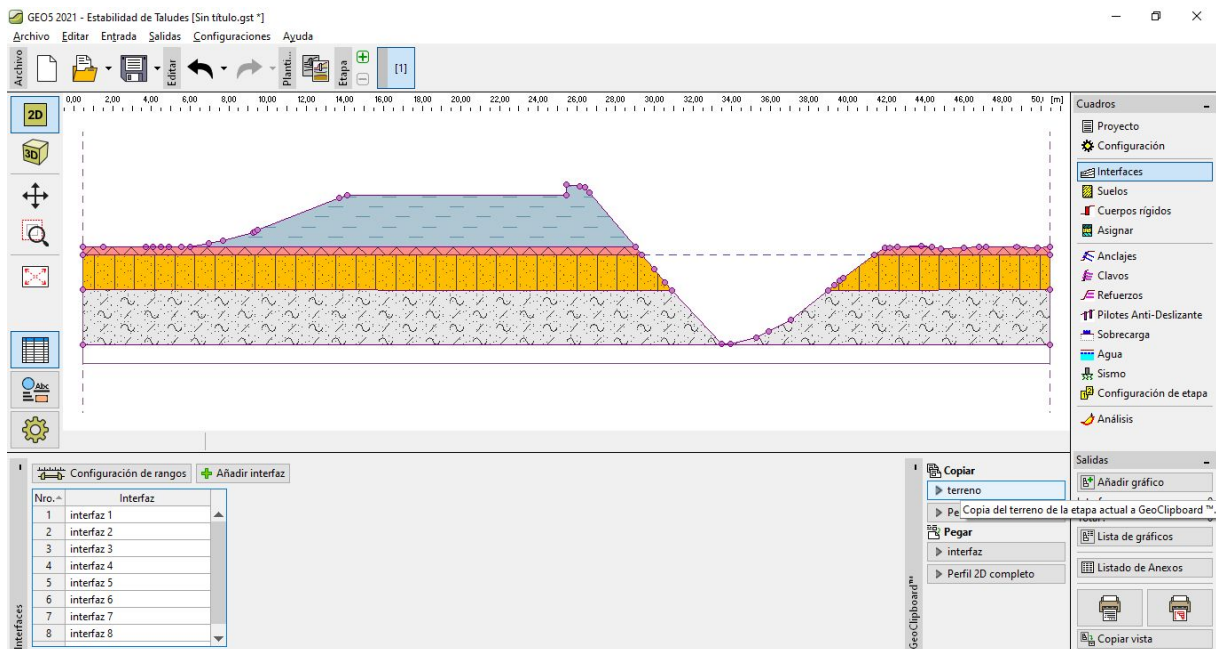 GEO5 2021 - Estabilidad de Taludes [Sin título.gst *]
Archivo Editar Entrada Salidas Configuraciones Ayuda
Archivo
Editar
Planti...
Etapa
[1]
0,00 2,00 4,00 6,00 8,00 10,00 12,00 14,00 16,00 18,00 20,00 22,00 24,00 26,00 28,00 30,00 32,00 34,00 36,00 38,00 40,00 42,00 44,00 46,00 48,00 50,( [m]
2D
3D
Abc
Cuadros
Proyecto
Configuración
Interfaces
Suelos
Cuerpos rígidos
Asignar
Anclajes
Clavos
Refuerzos
Pilotes Anti-Deslizante
Sobrecarga
Agua
Sismo
Configuración de etapa
Análisis
Configuración de rangos Añadir interfaz
Nro. Interfaz
1 interfaz 1
2 interfaz 2
3 interfaz 3
4 interfaz 4
5 interfaz 5
6 interfaz 6
7 interfaz 7
8 interfaz 8
Interfaces
GeoClipboard™
Copiar
terreno
Pe
Copia del terreno de la etapa actual a GeoClipboard ™.
Pegar
interfaz
Perfil 2D completo
Salidas
Añadir gráfico
Lista de gráficos
Listado de Anexos
Copiar vista